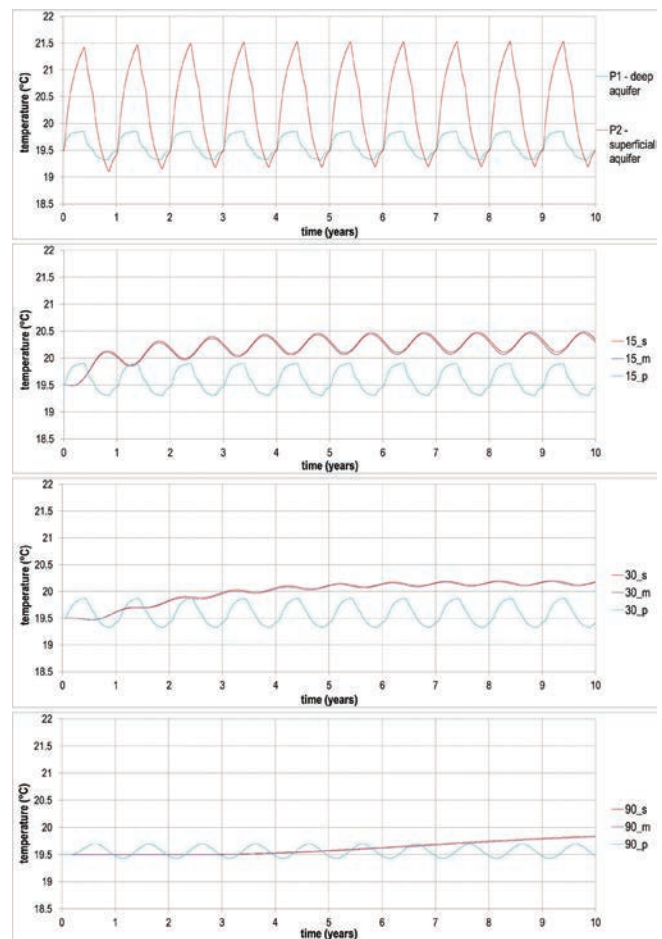 22
21.5
21
20.5
20
19.5
19
18.5
temperature (°C)
0 1 2 3 4 5 6 7 8 9 10
time (years)
P1 - deep
aquifer
P2 -
superficial
aquifer
22
21.5
21
20.5
20
19.5
19
18.5
temperature (°C)
0 1 2 3 4 5 6 7 8 9 10
time (years)
15_s
15_m
15_p
22
21.5
21
20.5
20
19.5
19
18.5
temperature (°C)
0 1 2 3 4 5 6 7 8 9 10
time (years)
30_s
30_m
30_p
22
21.5
21
20.5
20
19.5
19
18.5
temperature (°C)
0 1 2 3 4 5 6 7 8 9 10
time (years)
90_s
90_m
90_p